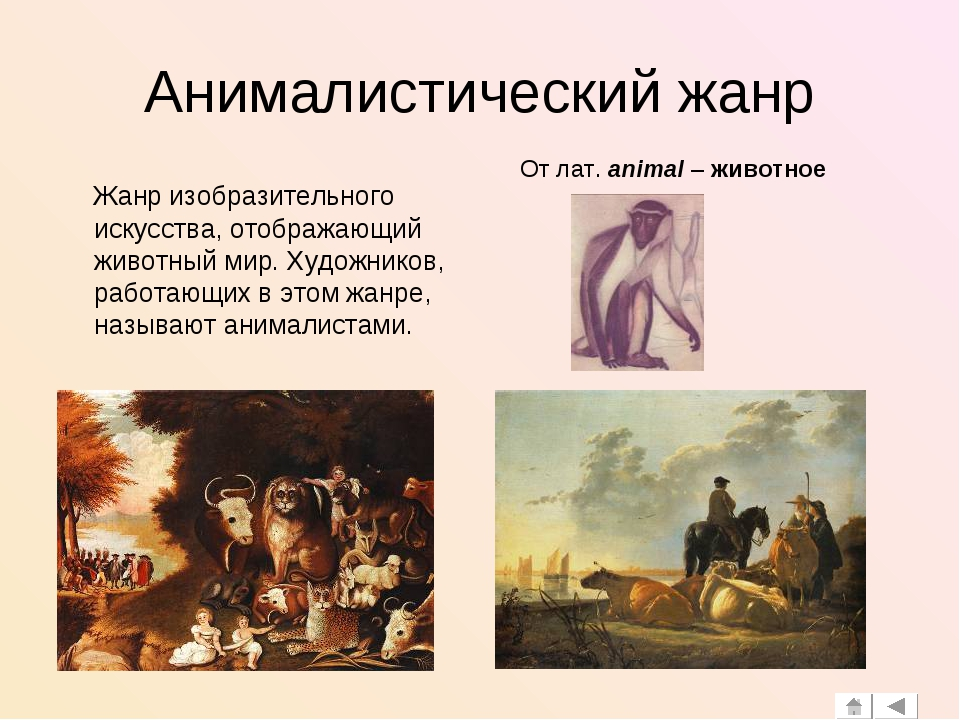 Анималистический жанр
От лат. animal – животное
Жанр изобразительного
искусства, отображающий
животный мир. Художников,
работающих в этом жанре,
называют анималистами.